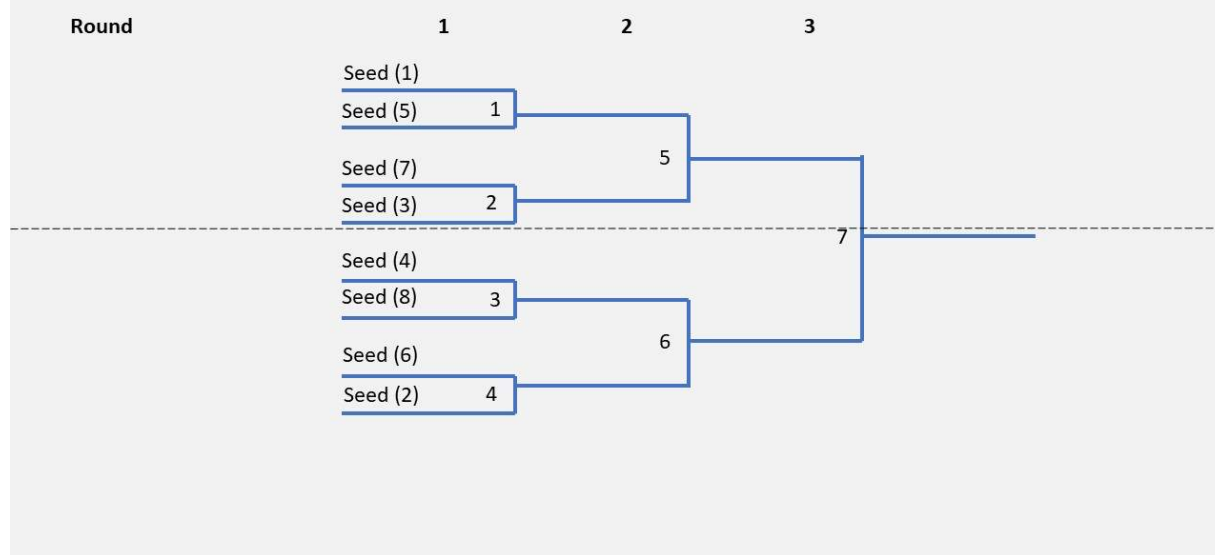 Round 1 2 3
Seed (1)
Seed (5) 1
5
Seed (7)
Seed (3) 2
7
Seed (4)
Seed (8) 3
6
Seed (6)
Seed (2) 4